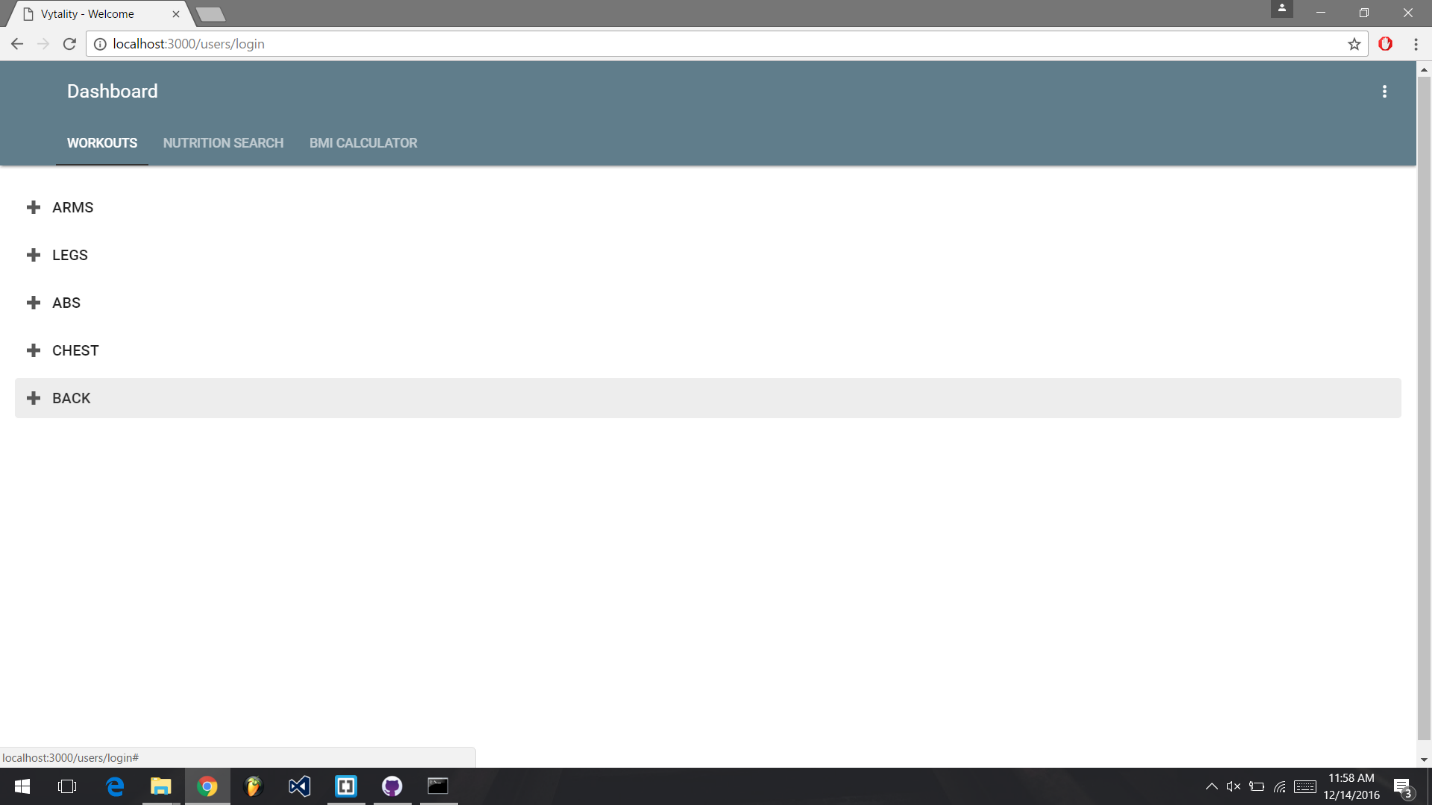 Vytality - Welcome
localhost:3000/users/login
Dashboard
WORKOUTS NUTRITION SEARCH BMI CALCULATOR
ARMS
LEGS
ABS
CHEST
BACK
localhost:3000/users/login#
11:58 AM
12/14/2016
3